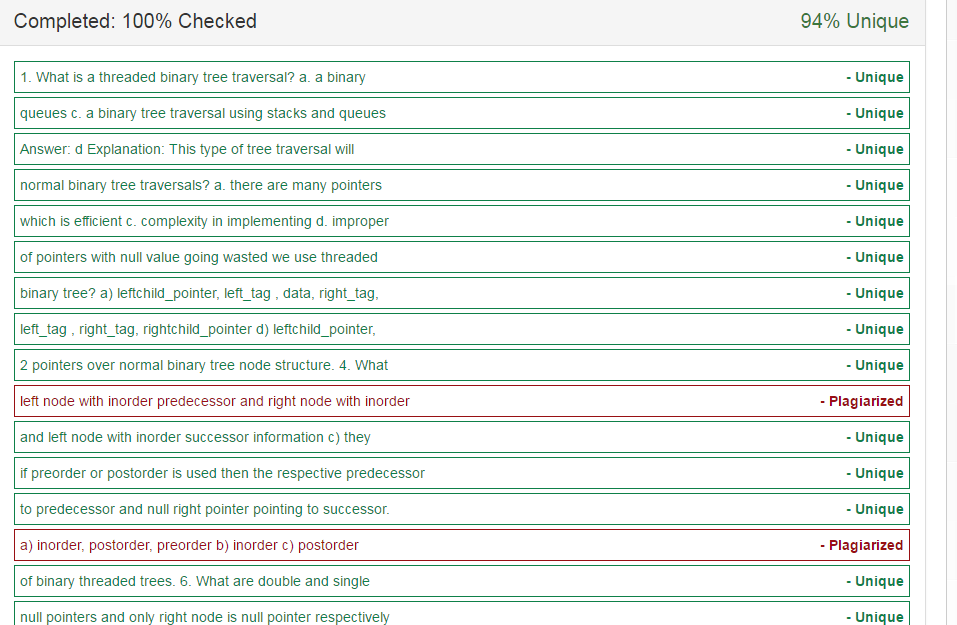 Completed: 100% Checked 94% Unique
1. What is a threaded binary tree traversal? a. a binary - Unique
queues c. a binary tree traversal using stacks and queues - Unique
Answer: d Explanation: This type of tree traversal will - Unique
normal binary tree traversals? a. there are many pointers - Unique
which is efficient c. complexity in implementing d. improper - Unique
of pointers with null value going wasted we use threaded - Unique
binary tree? a) leftchild_pointer, left_tag , data, right_tag, - Unique
left_tag , right_tag, rightchild_pointer d) leftchild_pointer, - Unique
2 pointers over normal binary tree node structure. 4. What - Unique
left node with inorder predecessor and right node with inorder - Plagiarized
and left node with inorder successor information c) they - Unique
if preorder or postorder is used then the respective predecessor - Unique
to predecessor and null right pointer pointing to successor. - Unique
a) inorder, postorder, preorder b) inorder c) postorder - Plagiarized
of binary threaded trees. 6. What are double and single - Unique
null pointers and only right node is null pointer respectively - Unique